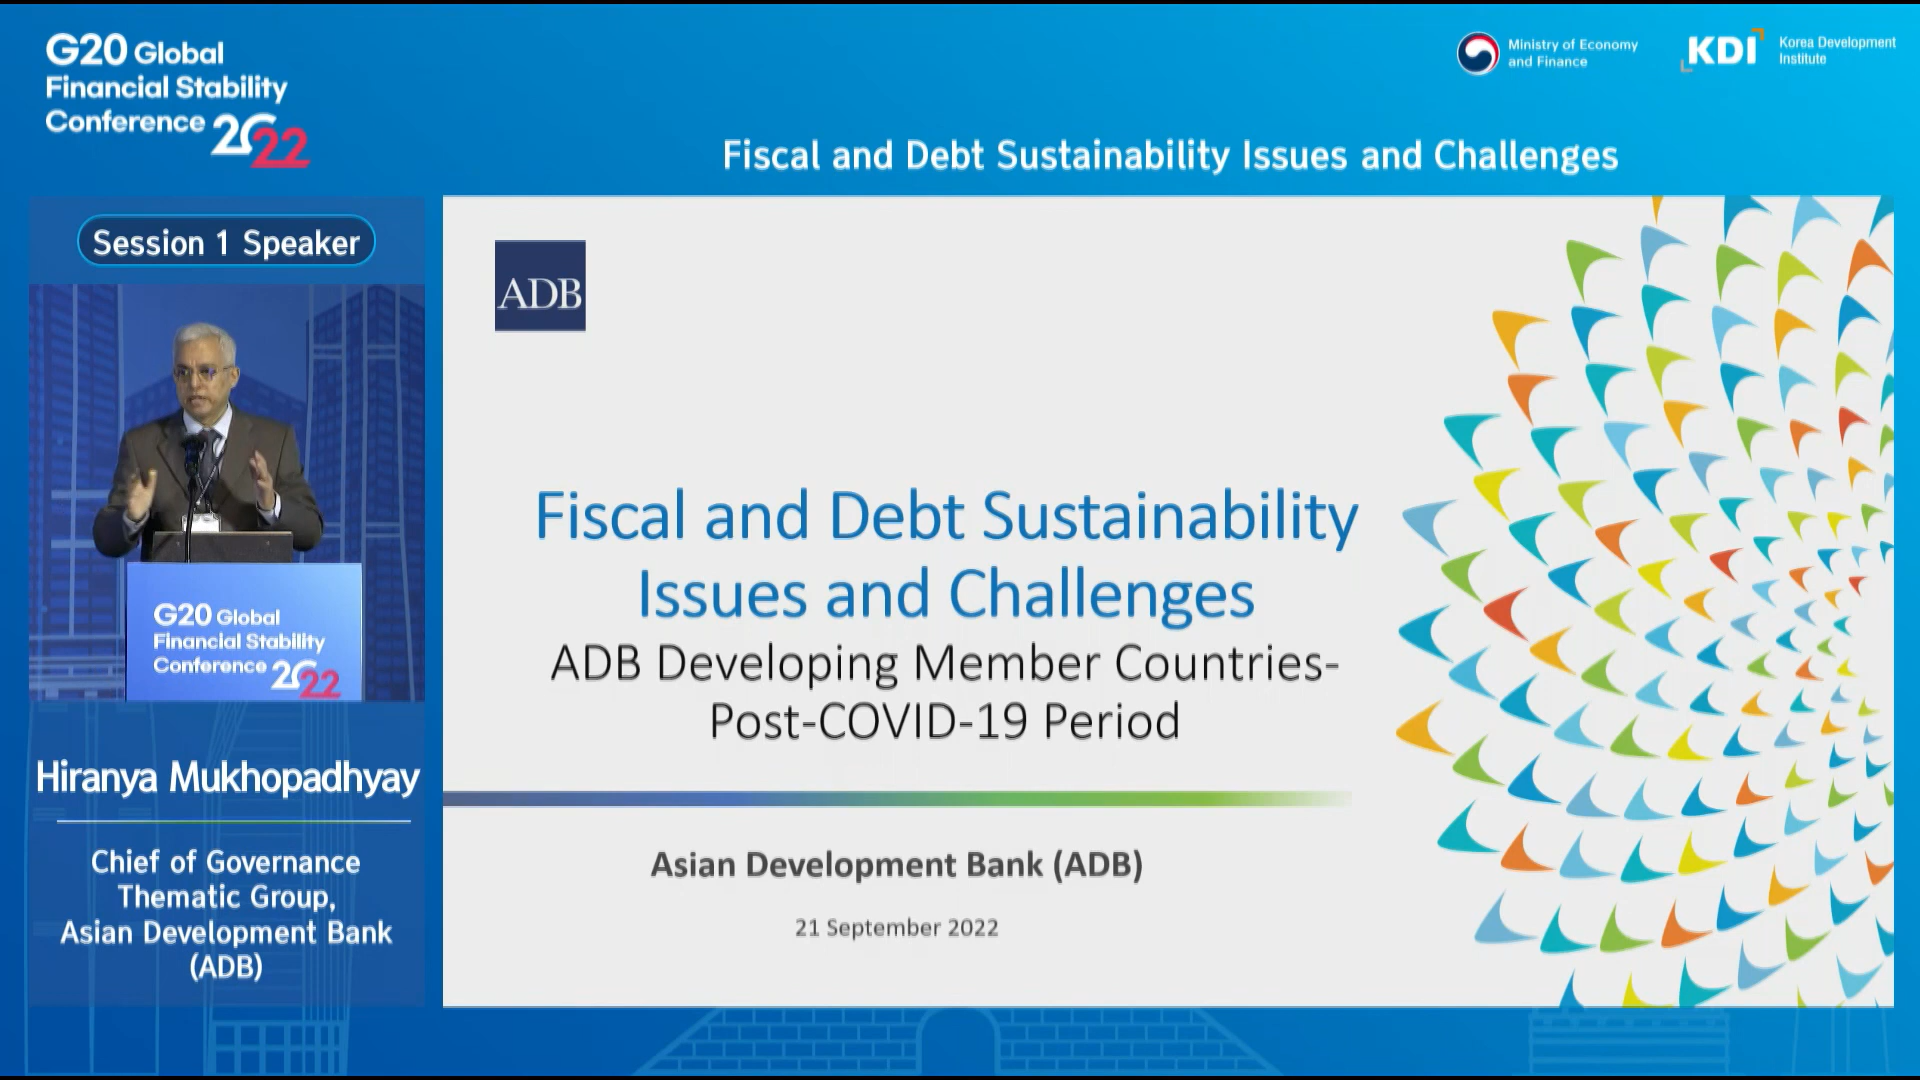 G20 Global
Financial Stability
Conference 2022
Ministry of Economy
and Finance
KDI
Korea Development
Institute
Fiscal and Debt Sustainability Issues and Challenges
Session 1 Speaker
G20 Global
Financial Stability
Conference 2022
Hiranya Mukhopadhyay
Chief of Governance
Thematic Group,
Asian Development Bank
(ADB)
ADB
Fiscal and Debt Sustainability
Issues and Challenges
ADB Developing Member Countries-
Post-COVID-19 Period
Asian Development Bank (ADB)
21 September 2022